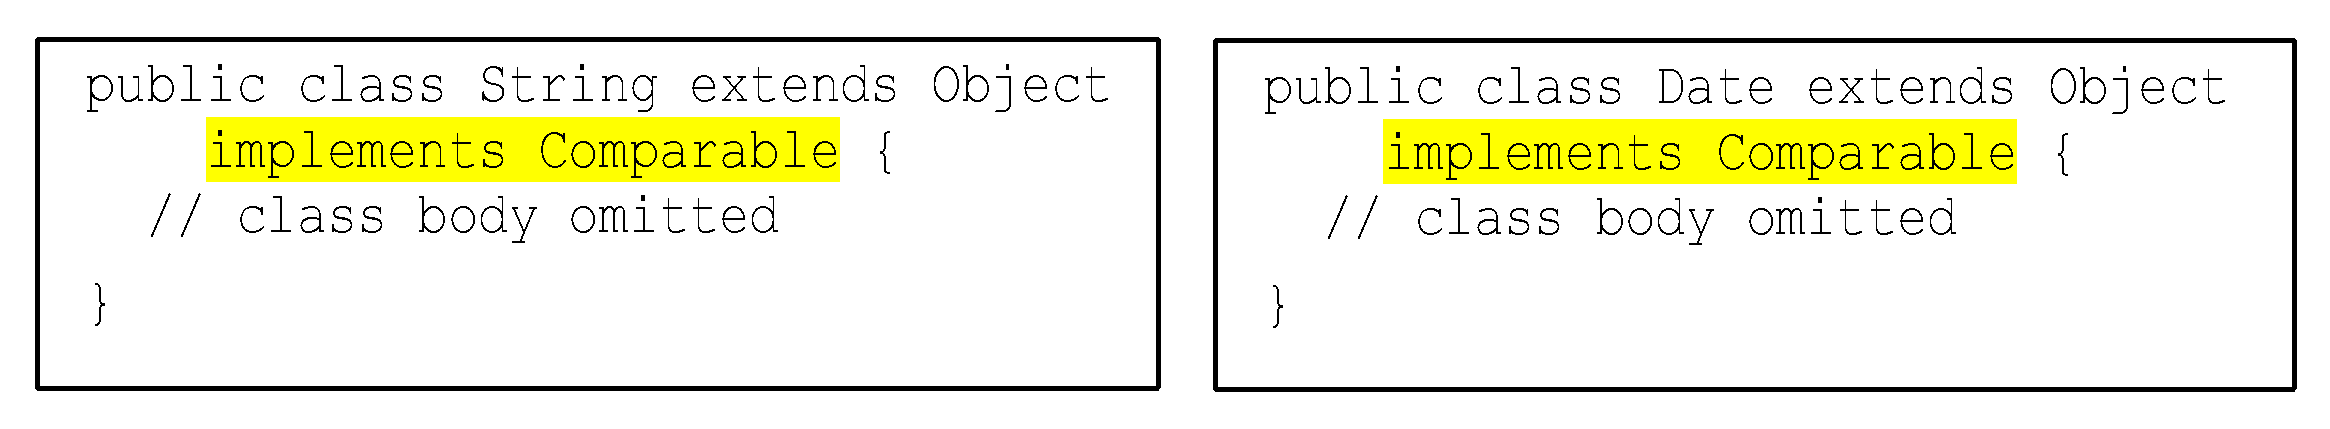 public class String extends Object
implements Comparable {
// class body omitted
}
public class Date extends Object
implements Comparable {
// class body omitted
}